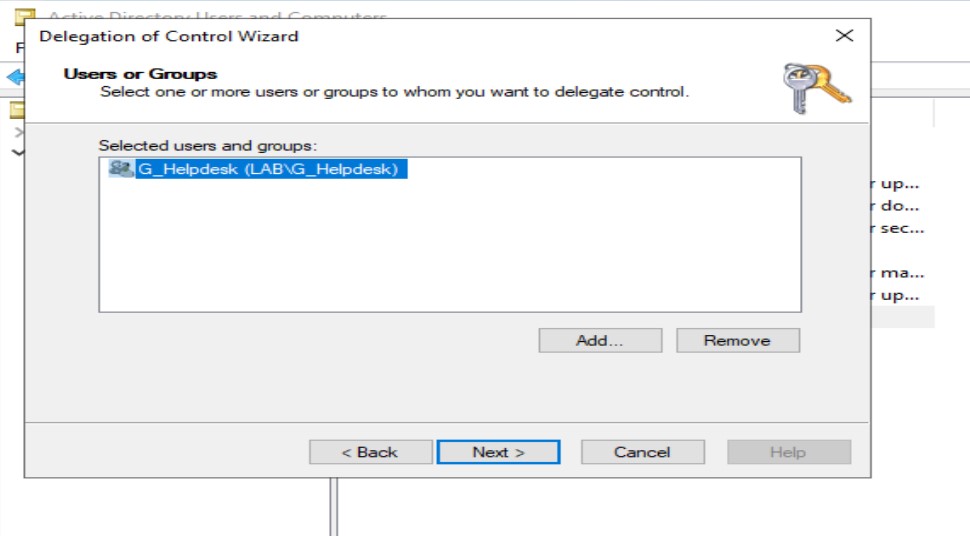 Active Directory Users and Computers
F
Delegation of Control Wizard
Users or Groups
Select one or more users or groups to whom you want to delegate control.
Selected users and groups:
G_Helpdesk (LAB\G_Helpdesk)
r up...
r do...
r sec...
r ma...
r up...
Add...
Remove
< Back
Next >
Cancel
Help